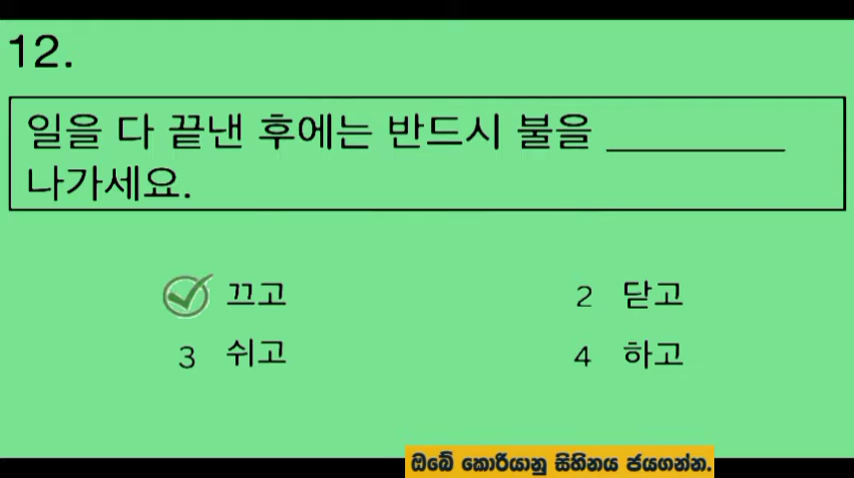 12.
일을 다 끝낸 후에는 반드시 불을 __________
나가세요.
끄고
2 닫고
3 쉬고
4 하고
ඔබේ කොරියානු සිහිනය ජයගන්න.